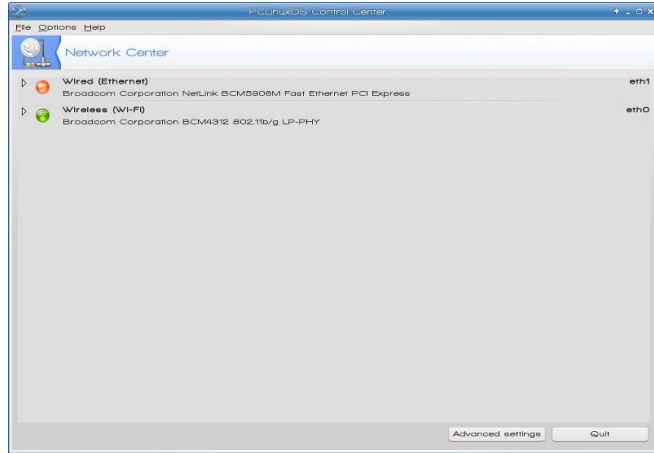 PCLinuxOS Control Center
File Options Help
Network Center
Wired (Ethernet) eth1
Broadcom Corporation NetLink BCM5906M Fast Ethernet PCI Express
Wireless (Wi-Fi) eth0
Broadcom Corporation BCM4312 802.11b/g LP-PHY
Advanced settings Quit